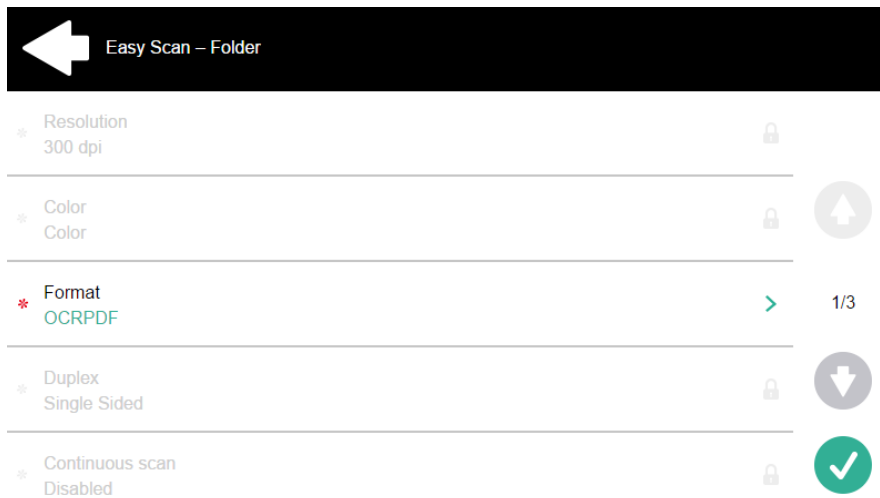 Easy Scan – Folder
* Resolution
300 dpi
* Color
Color
* Format
OCRPDF
1/3
* Duplex
Single Sided
* Continuous scan
Disabled